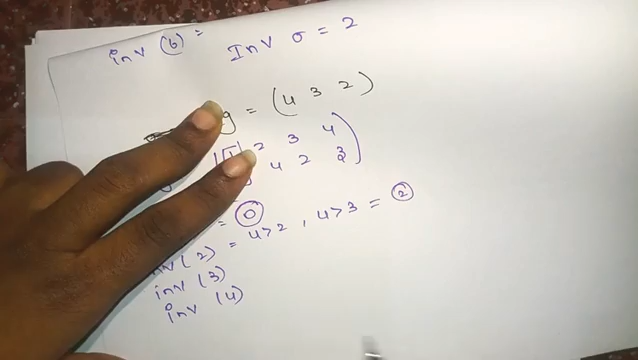 inv (6) =
Inv σ = 2
g = (4 3 2)
1 2 3 4)
4 2 3)
= 0
inv (2) = 4>2 , 4>3 = 2
inv (3)
inv (4)